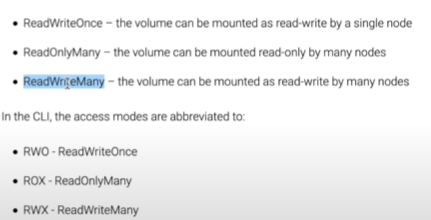 • ReadWriteOnce – the volume can be mounted as read-write by a single node
• ReadOnlyMany – the volume can be mounted read-only by many nodes
• ReadWriteMany – the volume can be mounted as read-write by many nodes
In the CLI, the access modes are abbreviated to:
• RWO - ReadWriteOnce
• ROX - ReadOnlyMany
• RWX - ReadWriteMany